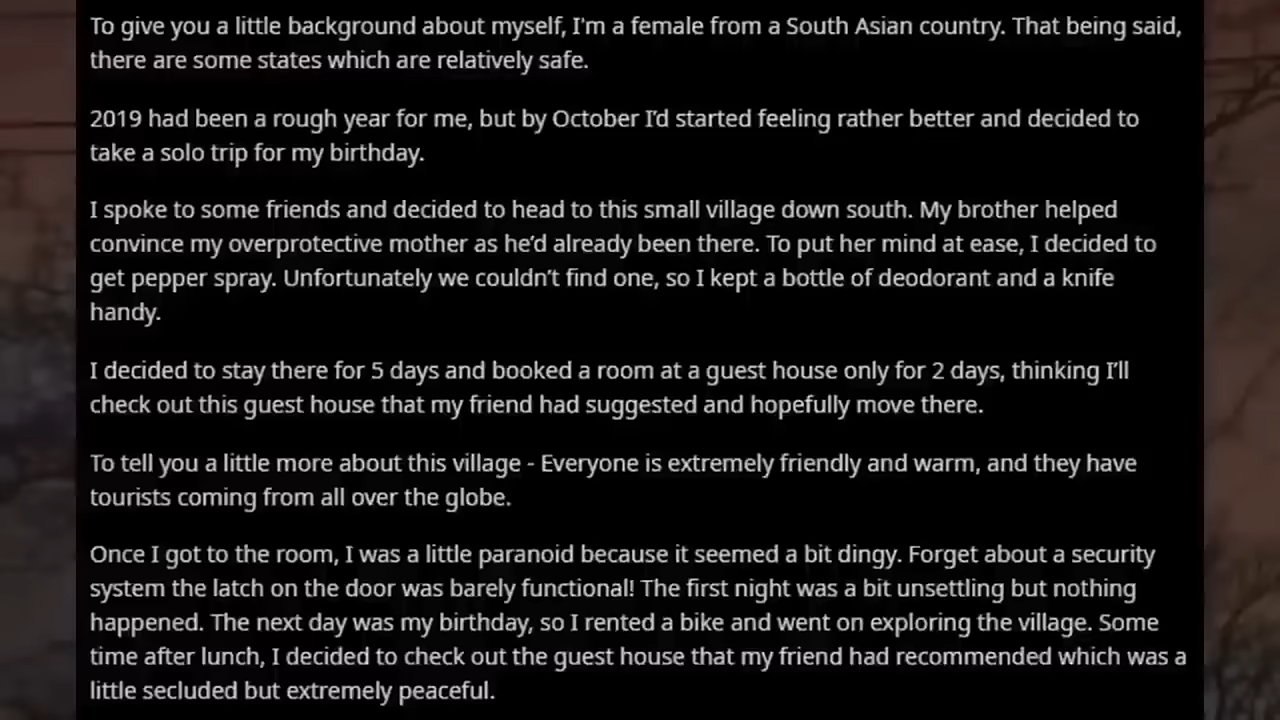 To give you a little background about myself, I'm a female from a South Asian country. That being said,
there are some states which are relatively safe.
2019 had been a rough year for me, but by October I'd started feeling rather better and decided to
take a solo trip for my birthday.
I spoke to some friends and decided to head to this small village down south. My brother helped
convince my overprotective mother as he'd already been there. To put her mind at ease, I decided to
get pepper spray. Unfortunately we couldn't find one, so I kept a bottle of deodorant and a knife
handy.
I decided to stay there for 5 days and booked a room at a guest house only for 2 days, thinking I'll
check out this guest house that my friend had suggested and hopefully move there.
To tell you a little more about this village - Everyone is extremely friendly and warm, and they have
tourists coming from all over the globe.
Once I got to the room, I was a little paranoid because it seemed a bit dingy. Forget about a security
system the latch on the door was barely functional! The first night was a bit unsettling but nothing
happened. The next day was my birthday, so I rented a bike and went on exploring the village. Some
time after lunch, I decided to check out the guest house that my friend had recommended which was a
little secluded but extremely peaceful.